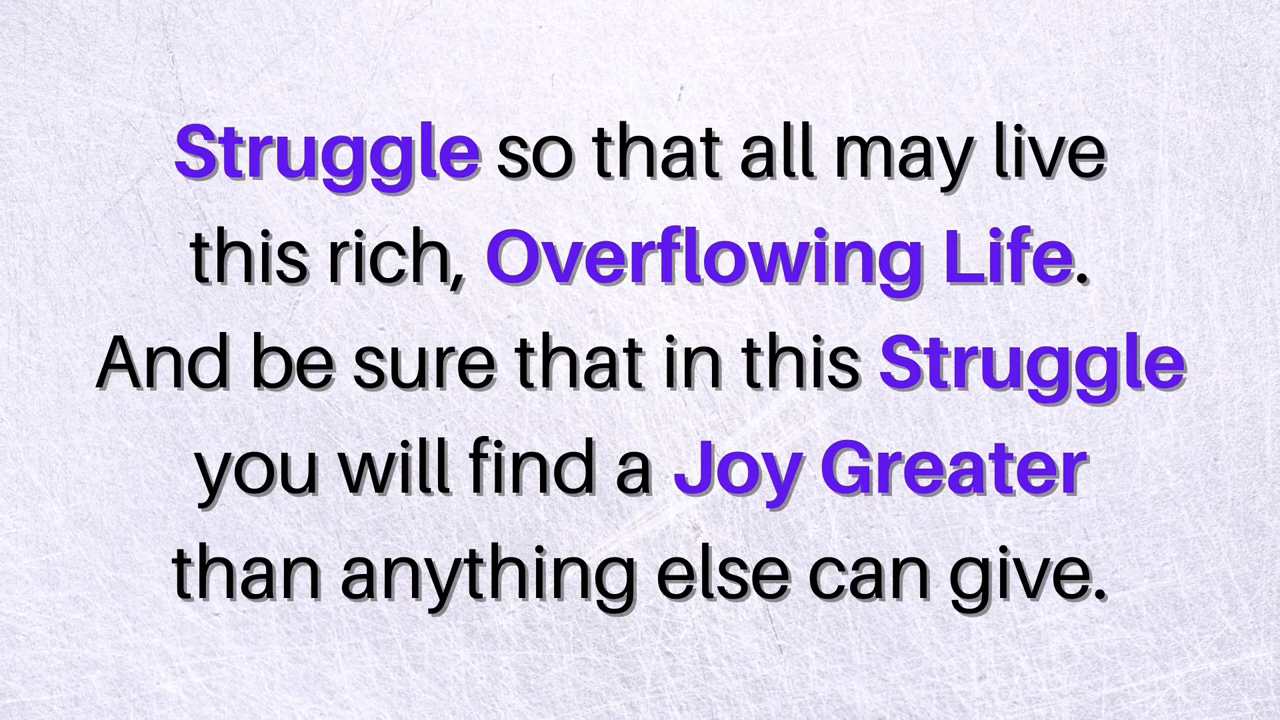 Struggle so that all may live
this rich, Overflowing Life.
And be sure that in this Struggle
you will find a Joy Greater
than anything else can give.